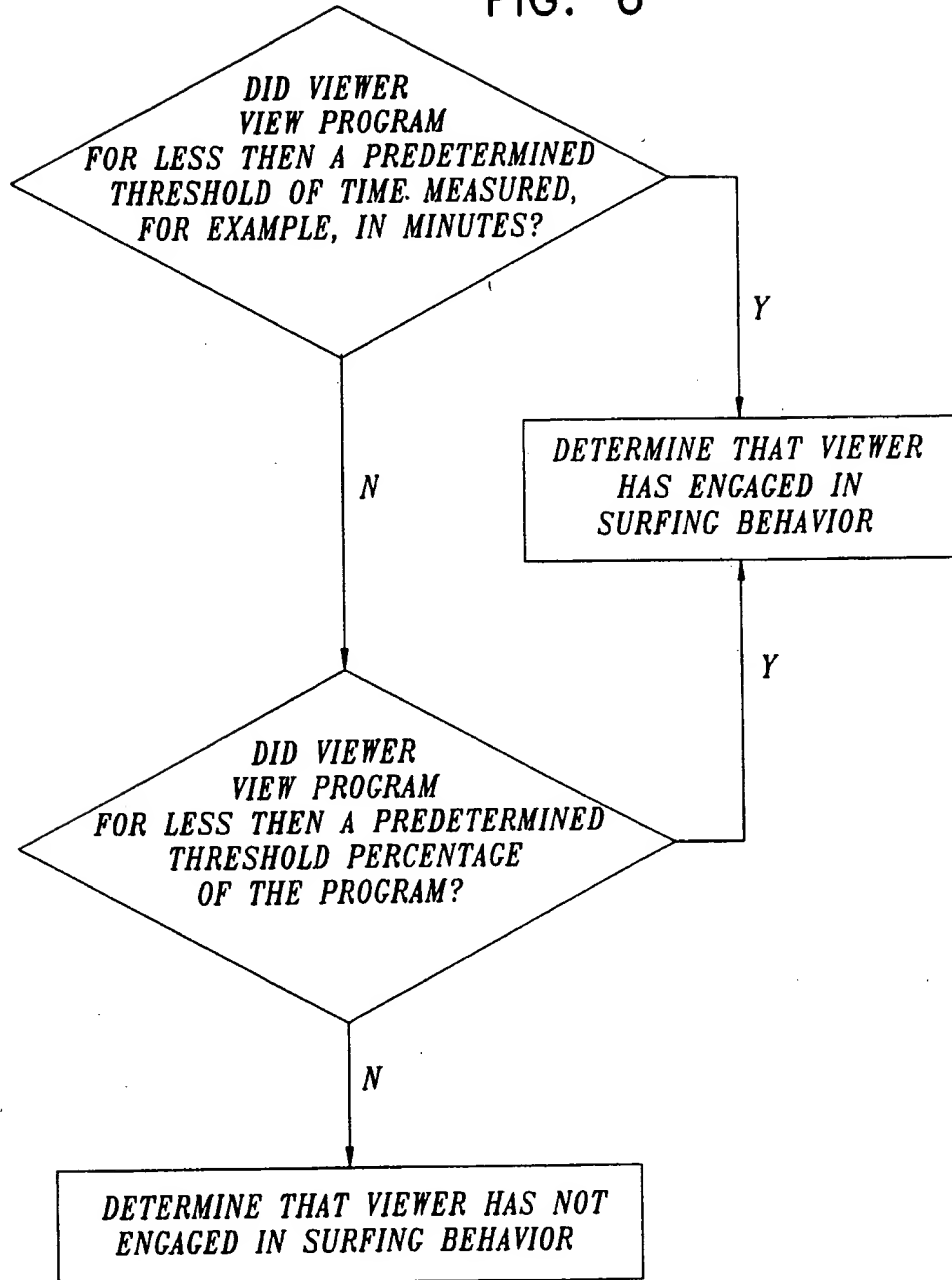 FIG. 6
DID VIEWER
VIEW PROGRAM
FOR LESS THEN A PREDETERMINED
THRESHOLD OF TIME MEASURED,
FOR EXAMPLE, IN MINUTES?
Y
DETERMINE THAT VIEWER
HAS ENGAGED IN
SURFING BEHAVIOR
N
Y
DID VIEWER
VIEW PROGRAM
FOR LESS THEN A PREDETERMINED
THRESHOLD PERCENTAGE
OF THE PROGRAM?
N
DETERMINE THAT VIEWER HAS NOT
ENGAGED IN SURFING BEHAVIOR